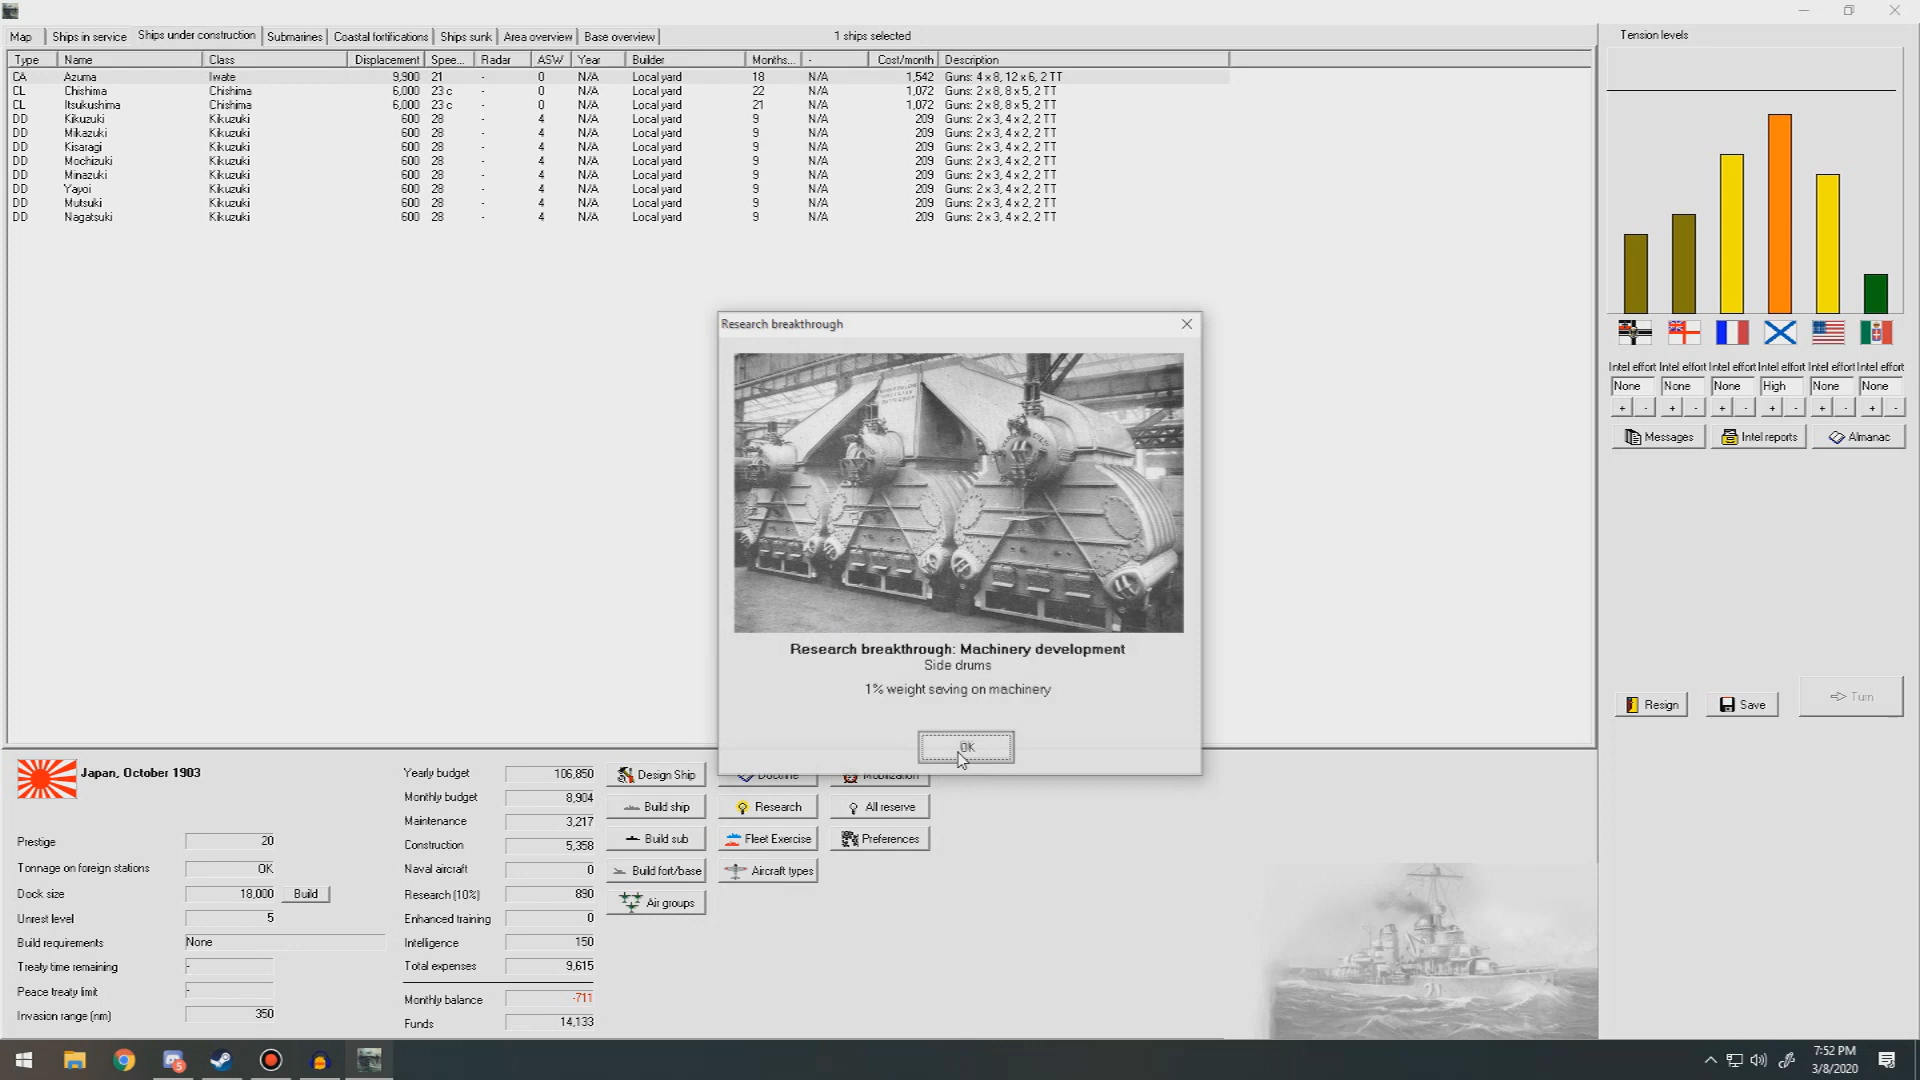 Map Ships in service Ships under construction Submarines Coastal fortifications Ships sunk Area overview Base overview 1 ships selected
Type Name Class Displacement Spee... Radar ASW Year Builder Months... - Cost/month Description
CA Azuma Iwate 9,900 21 - 0 N/A Local yard 18 N/A 1,542 Guns: 4 x 8, 12 x 6, 2 TT
CL Chishima Chishima 6,000 23 c - 0 N/A Local yard 22 N/A 1,072 Guns: 2 x 8, 8 x 5, 2 TT
CL Itsukushima Chishima 6,000 23 c - 0 N/A Local yard 21 N/A 1,072 Guns: 2 x 8, 8 x 5, 2 TT
DD Kikuzuki Kikuzuki 600 28 - 4 N/A Local yard 9 N/A 209 Guns: 2 x 3, 4 x 2, 2 TT
DD Mikazuki Kikuzuki 600 28 - 4 N/A Local yard 9 N/A 209 Guns: 2 x 3, 4 x 2, 2 TT
DD Kisaragi Kikuzuki 600 28 - 4 N/A Local yard 9 N/A 209 Guns: 2 x 3, 4 x 2, 2 TT
DD Mochizuki Kikuzuki 600 28 - 4 N/A Local yard 9 N/A 209 Guns: 2 x 3, 4 x 2, 2 TT
DD Minazuki Kikuzuki 600 28 - 4 N/A Local yard 9 N/A 209 Guns: 2 x 3, 4 x 2, 2 TT
DD Yayoi Kikuzuki 600 28 - 4 N/A Local yard 9 N/A 209 Guns: 2 x 3, 4 x 2, 2 TT
DD Mutsuki Kikuzuki 600 28 - 4 N/A Local yard 9 N/A 209 Guns: 2 x 3, 4 x 2, 2 TT
DD Nagatsuki Kikuzuki 600 28 - 4 N/A Local yard 9 N/A 209 Guns: 2 x 3, 4 x 2, 2 TT
Research breakthrough
Research breakthrough: Machinery development
Side drums
1% weight saving on machinery
OK
Tension levels
Intel effort Intel effort Intel effort Intel effort Intel effort Intel effort
None None None High None None
+ - + - + - + - + - + -
Messages Intel reports Almanac
Resign Save Turn
Japan, October 1903
Prestige 20
Tonnage on foreign stations OK
Dock size 18,000 Build
Unrest level 5
Build requirements None
Treaty time remaining -
Peace treaty limit -
Invasion range (nm) 350
Yearly budget 106,850
Monthly budget 8,904
Maintenance 3,217
Construction 5,358
Naval aircraft 0
Research (10%) 890
Enhanced training 0
Intelligence 150
Total expenses 9,615
Monthly balance -711
Funds 14,133
Design Ship Doctrine Mobilization
Build ship Research All reserve
Build sub Fleet Exercise Preferences
Build fort/base Aircraft types
Air groups
5
7:52 PM
3/8/2020